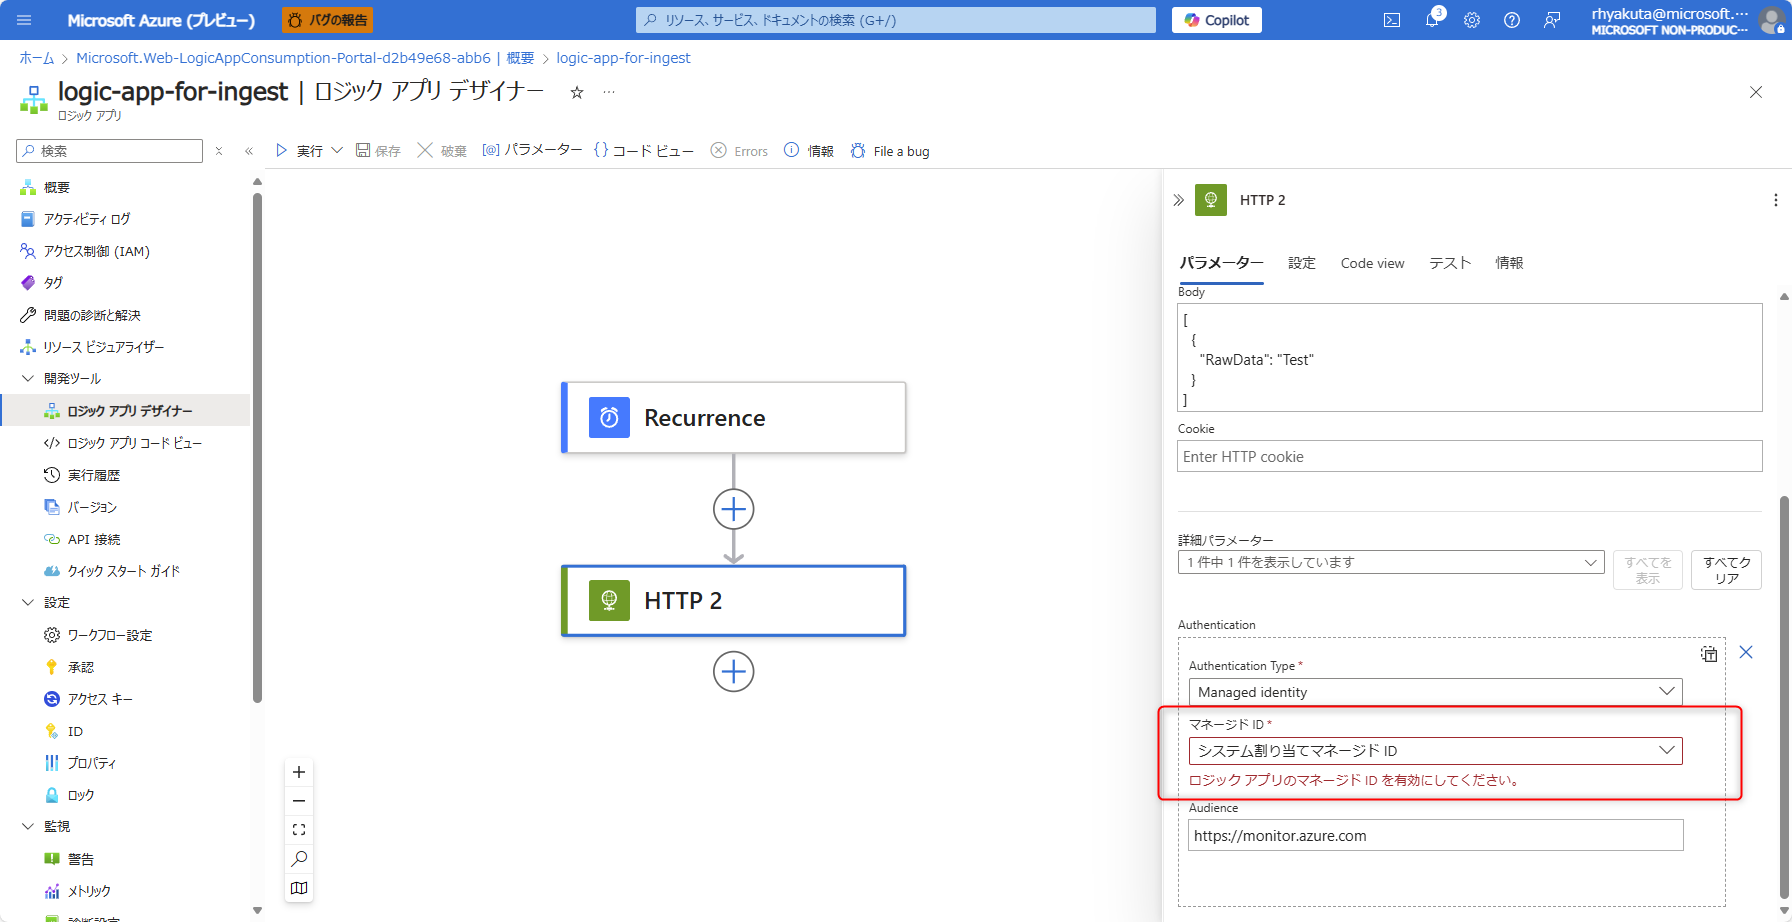 Microsoft Azure (プレビュー)
バグの報告
リソース、サービス、ドキュメントの検索 (G+/)
Copilot
3
rhyakuta@microsoft.…
MICROSOFT NON-PRODUC…
ホーム > Microsoft.Web-LogicAppConsumption-Portal-d2b49e68-abb6 | 概要 > logic-app-for-ingest
logic-app-for-ingest | ロジック アプリ デザイナー
ロジック アプリ
検索
実行
保存
破棄
パラメーター
コード ビュー
Errors
情報
File a bug
概要
アクティビティ ログ
アクセス制御 (IAM)
タグ
問題の診断と解決
リソース ビジュアライザー
開発ツール
ロジック アプリ デザイナー
ロジック アプリ コード ビュー
実行履歴
バージョン
API 接続
クイック スタート ガイド
設定
ワークフロー設定
承認
アクセス キー
ID
プロパティ
ロック
監視
警告
メトリック
診断設定
Recurrence
HTTP 2
HTTP 2
パラメーター
設定
Code view
テスト
情報
Body
[
{
"RawData": "Test"
}
]
Cookie
Enter HTTP cookie
詳細パラメーター
1 件中 1 件を表示しています
すべてを
表示
すべてク
リア
Authentication
Authentication Type *
Managed identity
マネージド ID *
システム割り当てマネージド ID
ロジック アプリのマネージド ID を有効にしてください。
Audience
https://monitor.azure.com